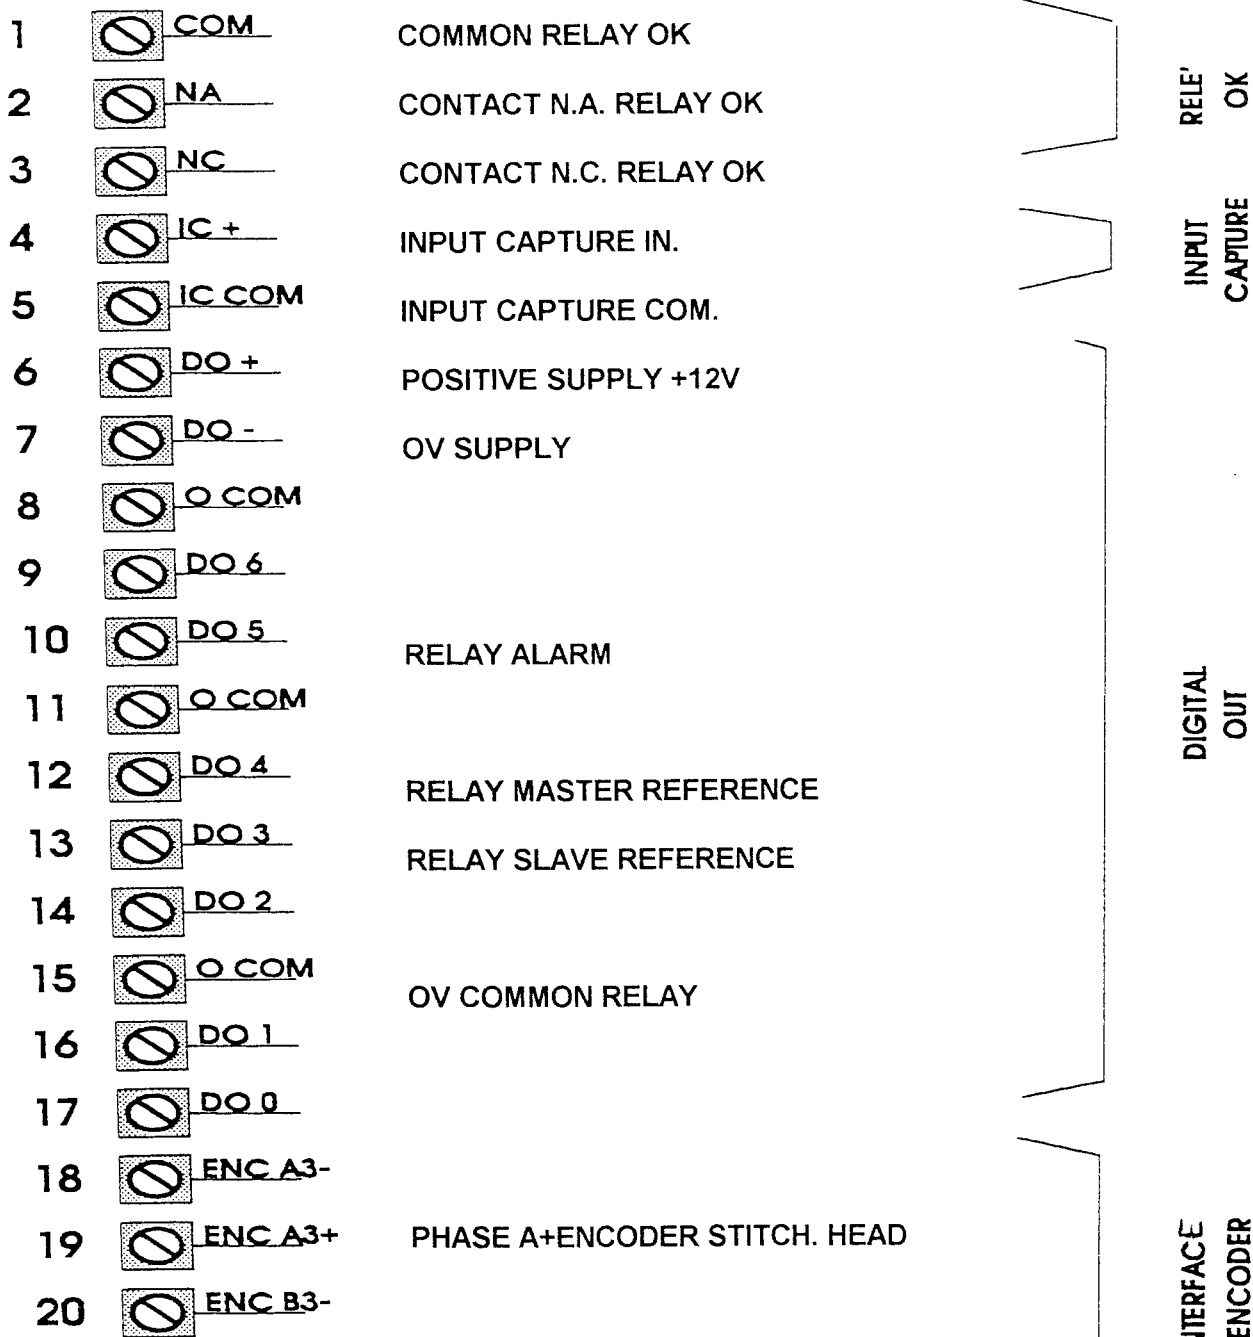 1 COM COMMON RELAY OK
2 NA CONTACT N.A. RELAY OK
3 NC CONTACT N.C. RELAY OK
4 IC + INPUT CAPTURE IN.
5 IC COM INPUT CAPTURE COM.
6 DO + POSITIVE SUPPLY +12V
7 DO - OV SUPPLY
8 O COM
9 DO 6
10 DO 5 RELAY ALARM
11 O COM
12 DO 4 RELAY MASTER REFERENCE
13 DO 3 RELAY SLAVE REFERENCE
14 DO 2
15 O COM OV COMMON RELAY
16 DO 1
17 DO 0
18 ENC A3-
19 ENC A3+ PHASE A+ENCODER STITCH. HEAD
20 ENC B3-
RELE'
OK
INPUT
CAPTURE
DIGITAL
OUT
NTERFACE
ENCODER